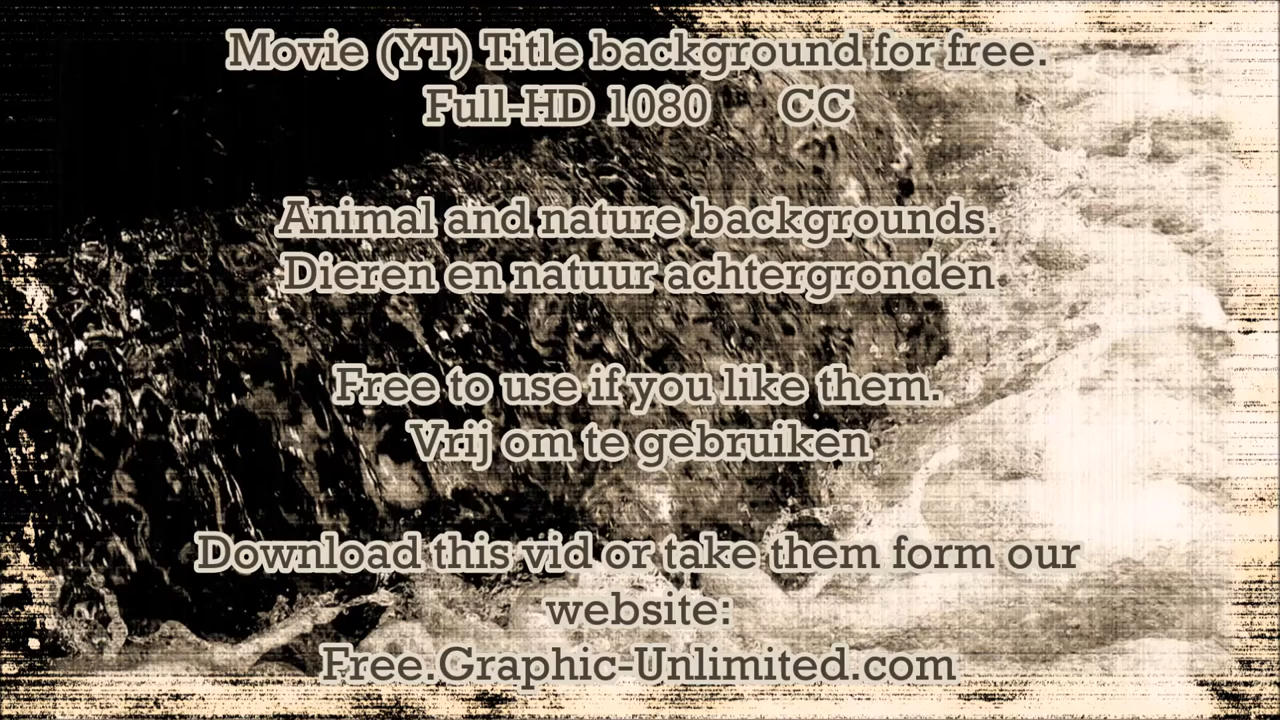 Movie (YT) Title background for free.
Full-HD 1080 CC
Animal and nature backgrounds.
Dieren en natuur achtergronden
Free to use if you like them.
Vrij om te gebruiken
Download this vid or take them form our
website:
Free.Graphic-Unlimited.com